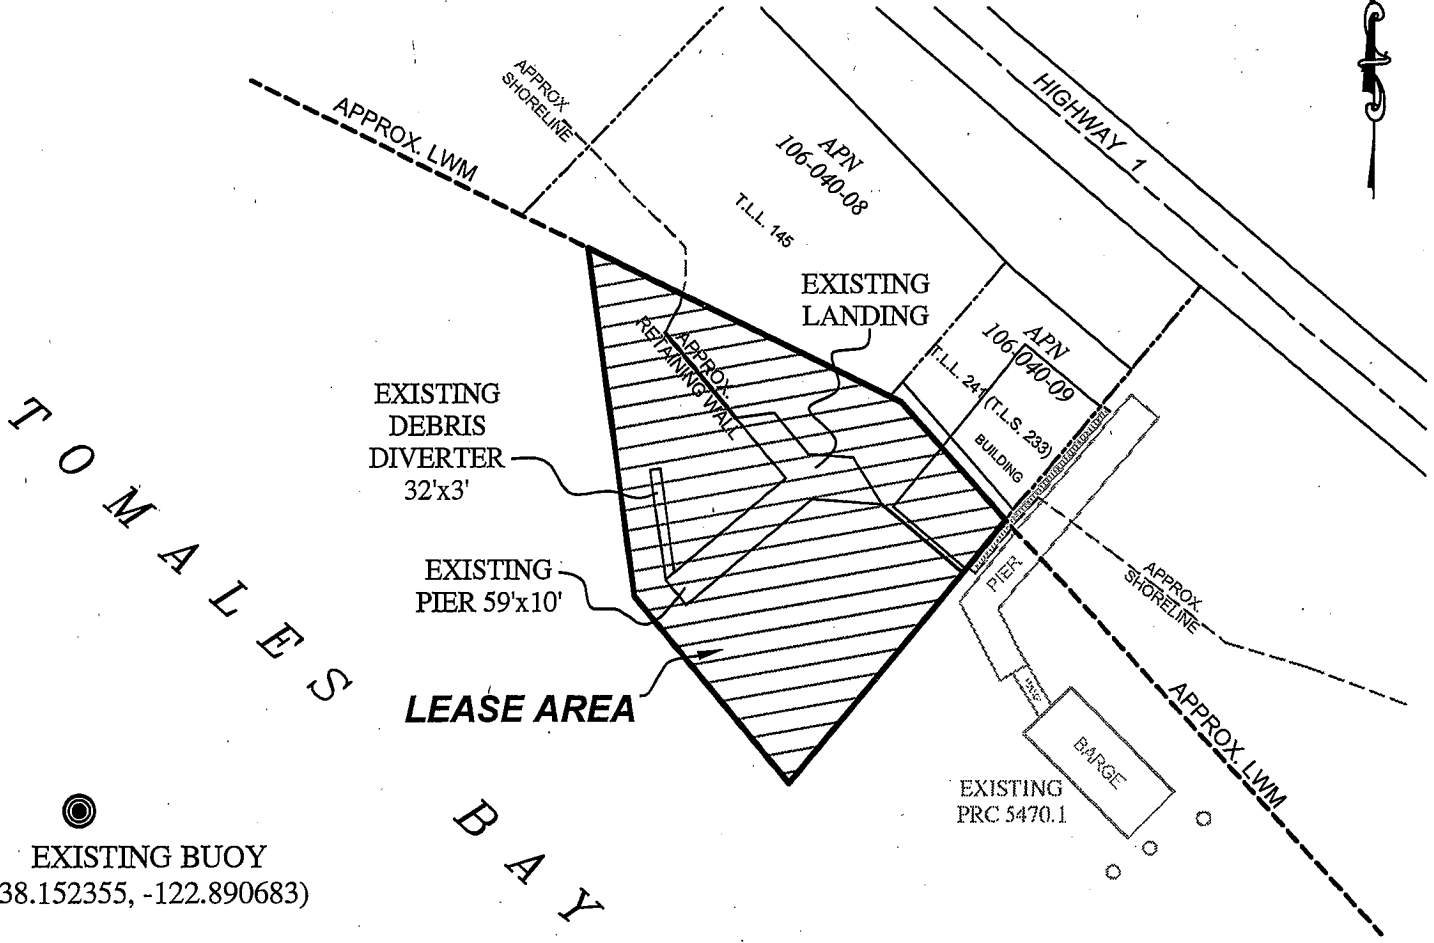 APPROX. LWM
APPROX
SHORELINE
HIGHWAY 1
APN
106-040-08
T.L.L. 145
EXISTING
LANDING
APN
106-040-09
T.L.L. 241 (T.L.S. 233)
BUILDING
APPROX.
RETAINING WALL
EXISTING
DEBRIS
DIVERTER
32'x3'
EXISTING
PIER 59'x10'
LEASE AREA
PIER
APPROX.
SHORELINE
APPROX. LWM
BARGE
EXISTING
PRC 5470.1
TOMALES
BAY
EXISTING BUOY
38.152355, -122.890683)